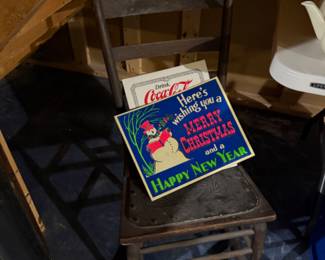 Drink
Coca-Cola
Here's
wishing you a
MERRY
CHRISTMAS
and a
HAPPY NEW YEAR